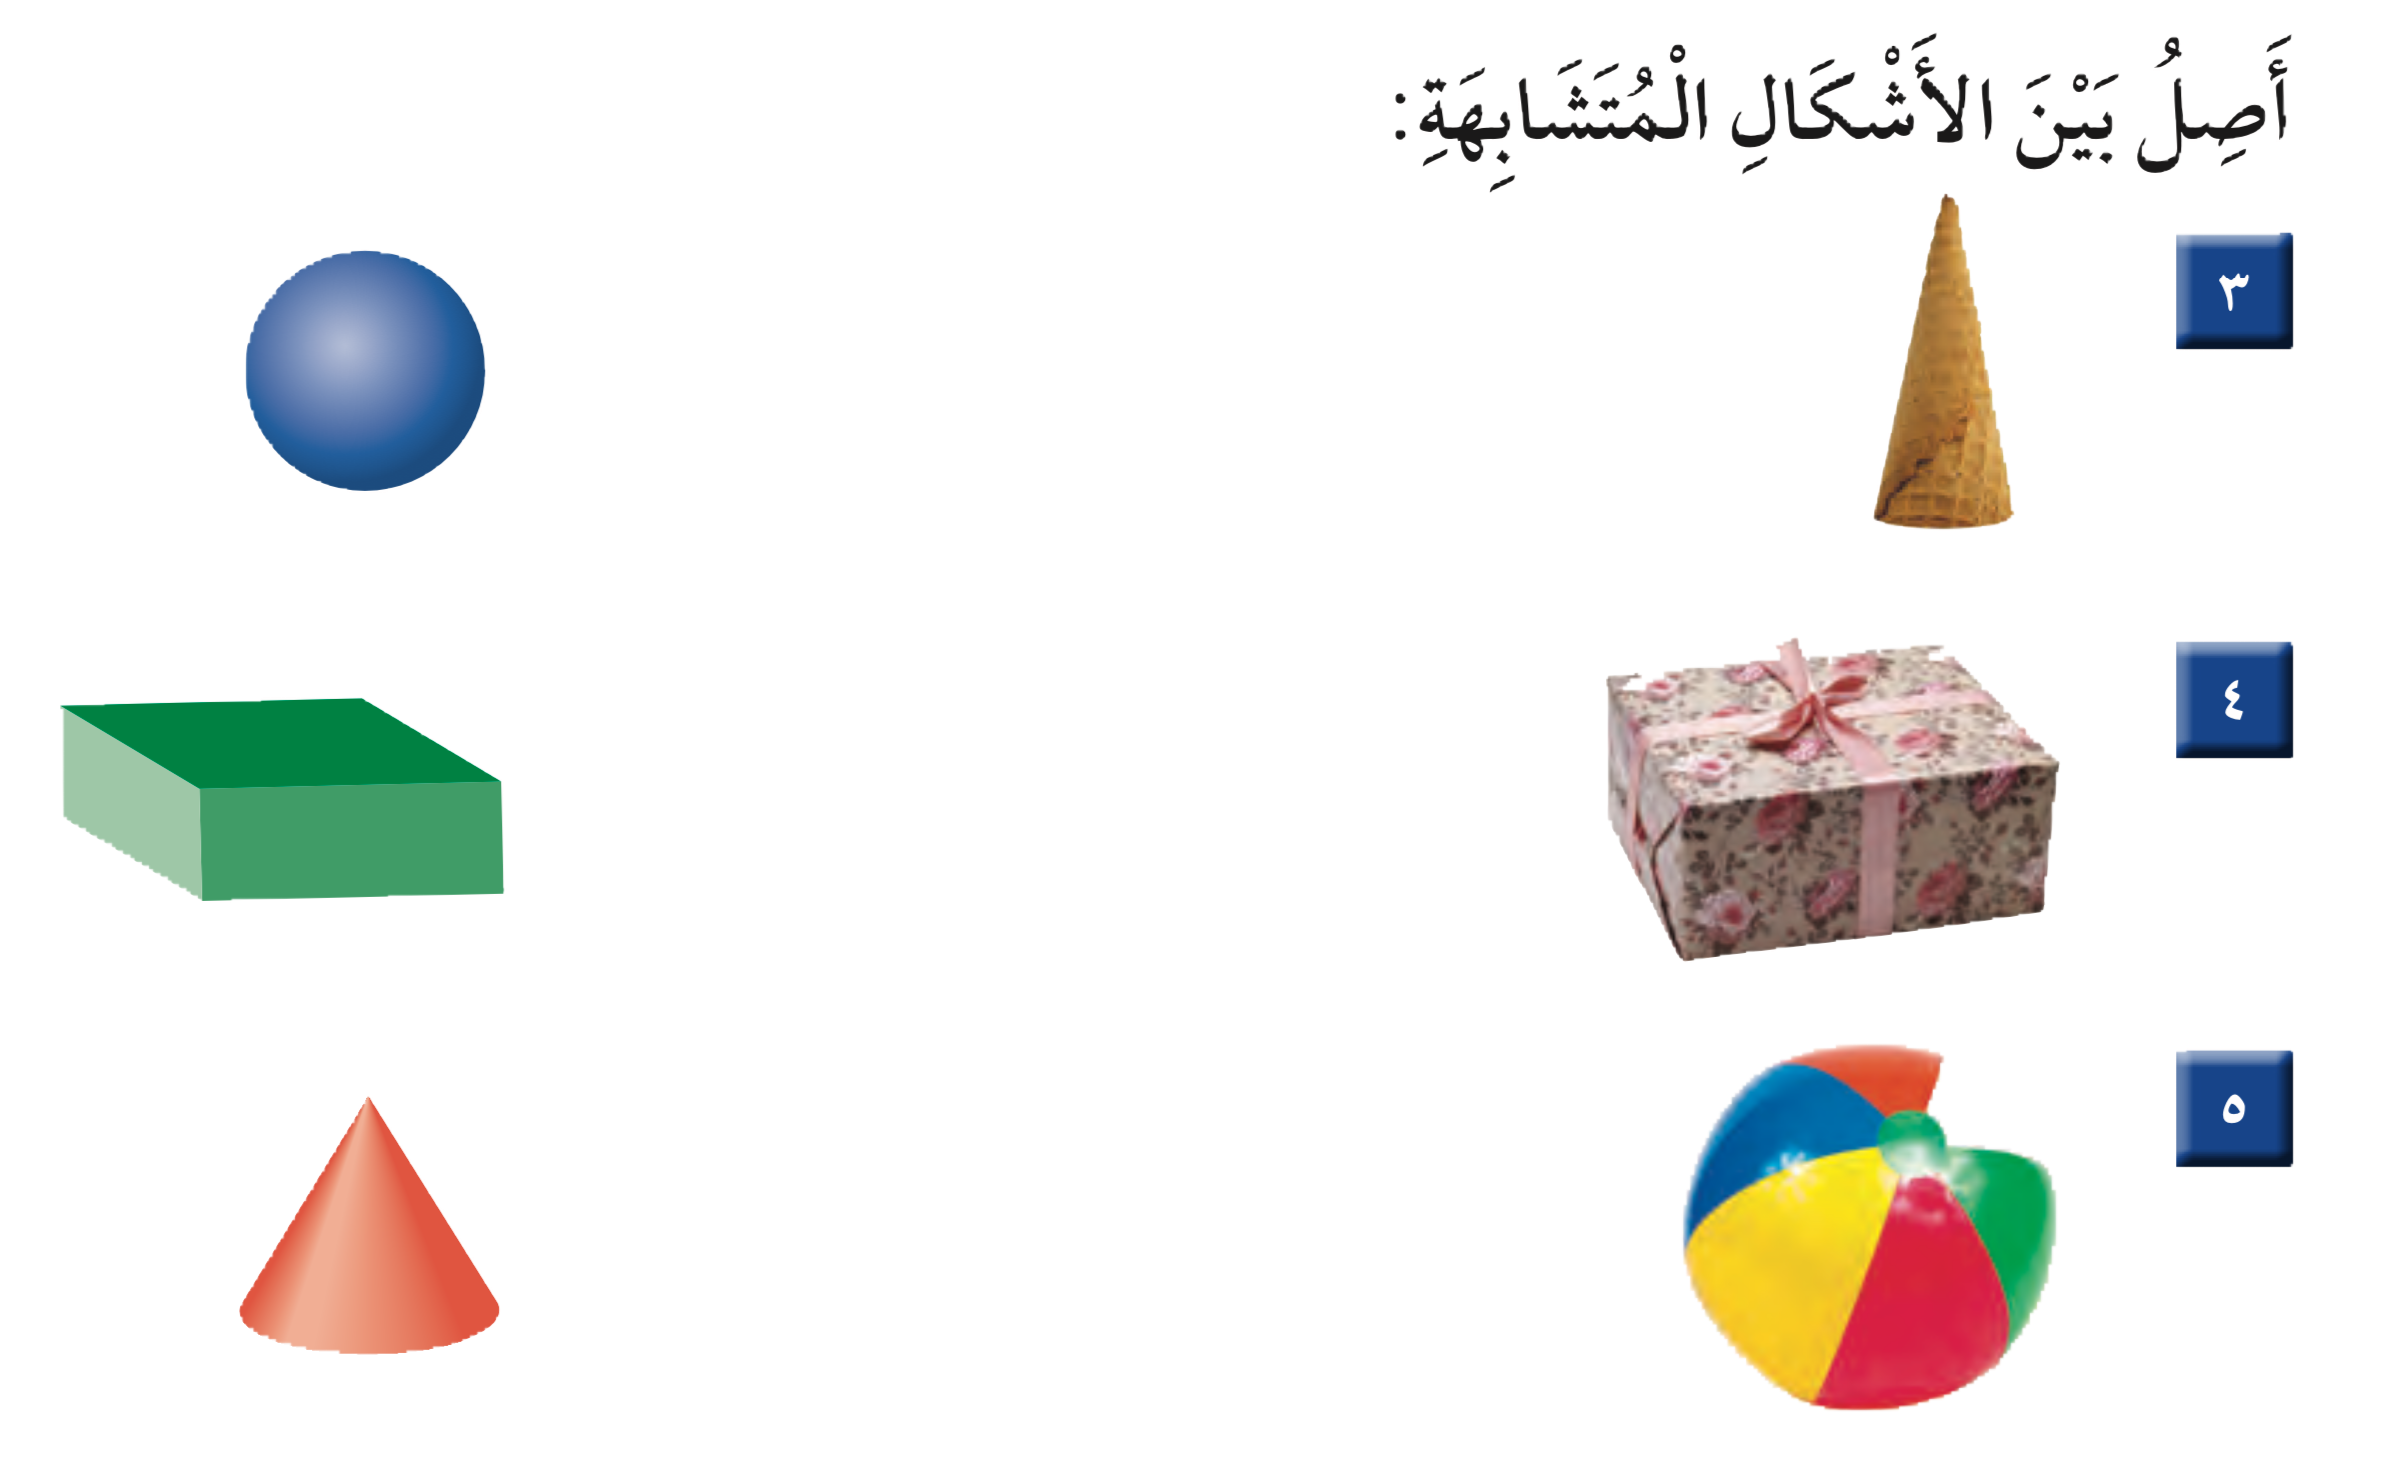 أَصِلُ بَيْنَ الأَشْكَالِ الْمُتَشَابِهَةِ:
٣
٤
٥